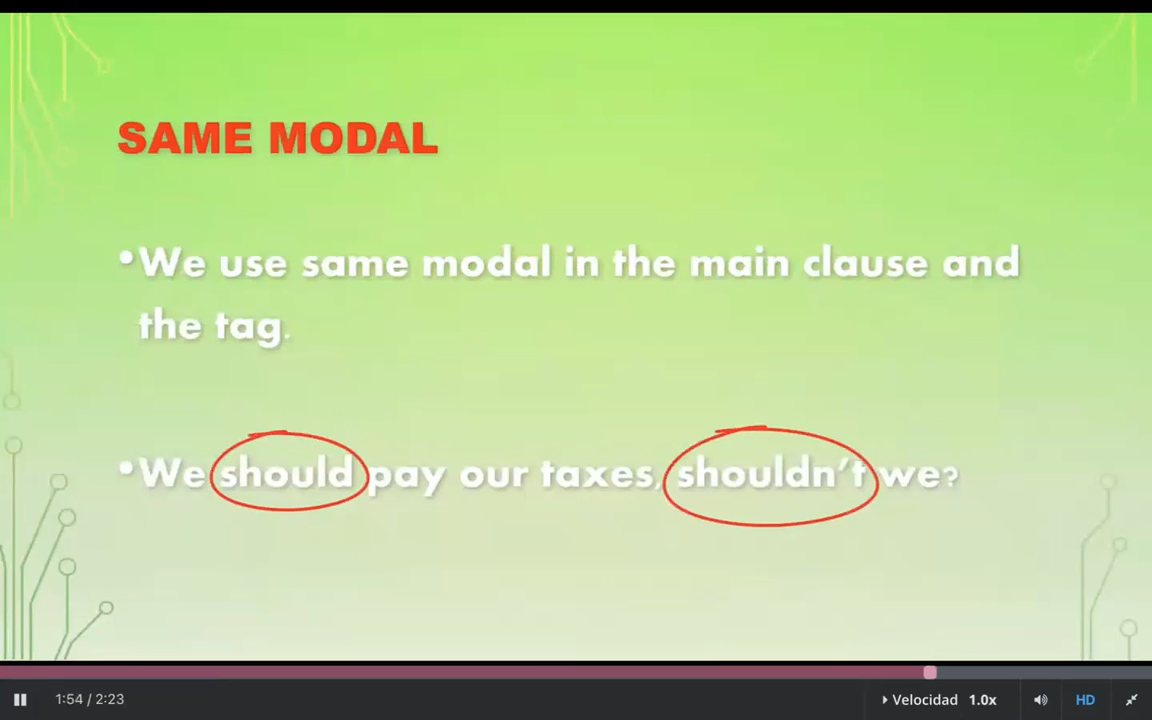 SAME MODAL
•We use same modal in the main clause and
the tag.
•We should pay our taxes, shouldn't we?
1:54 / 2:23
Velocidad 1.0x
HD